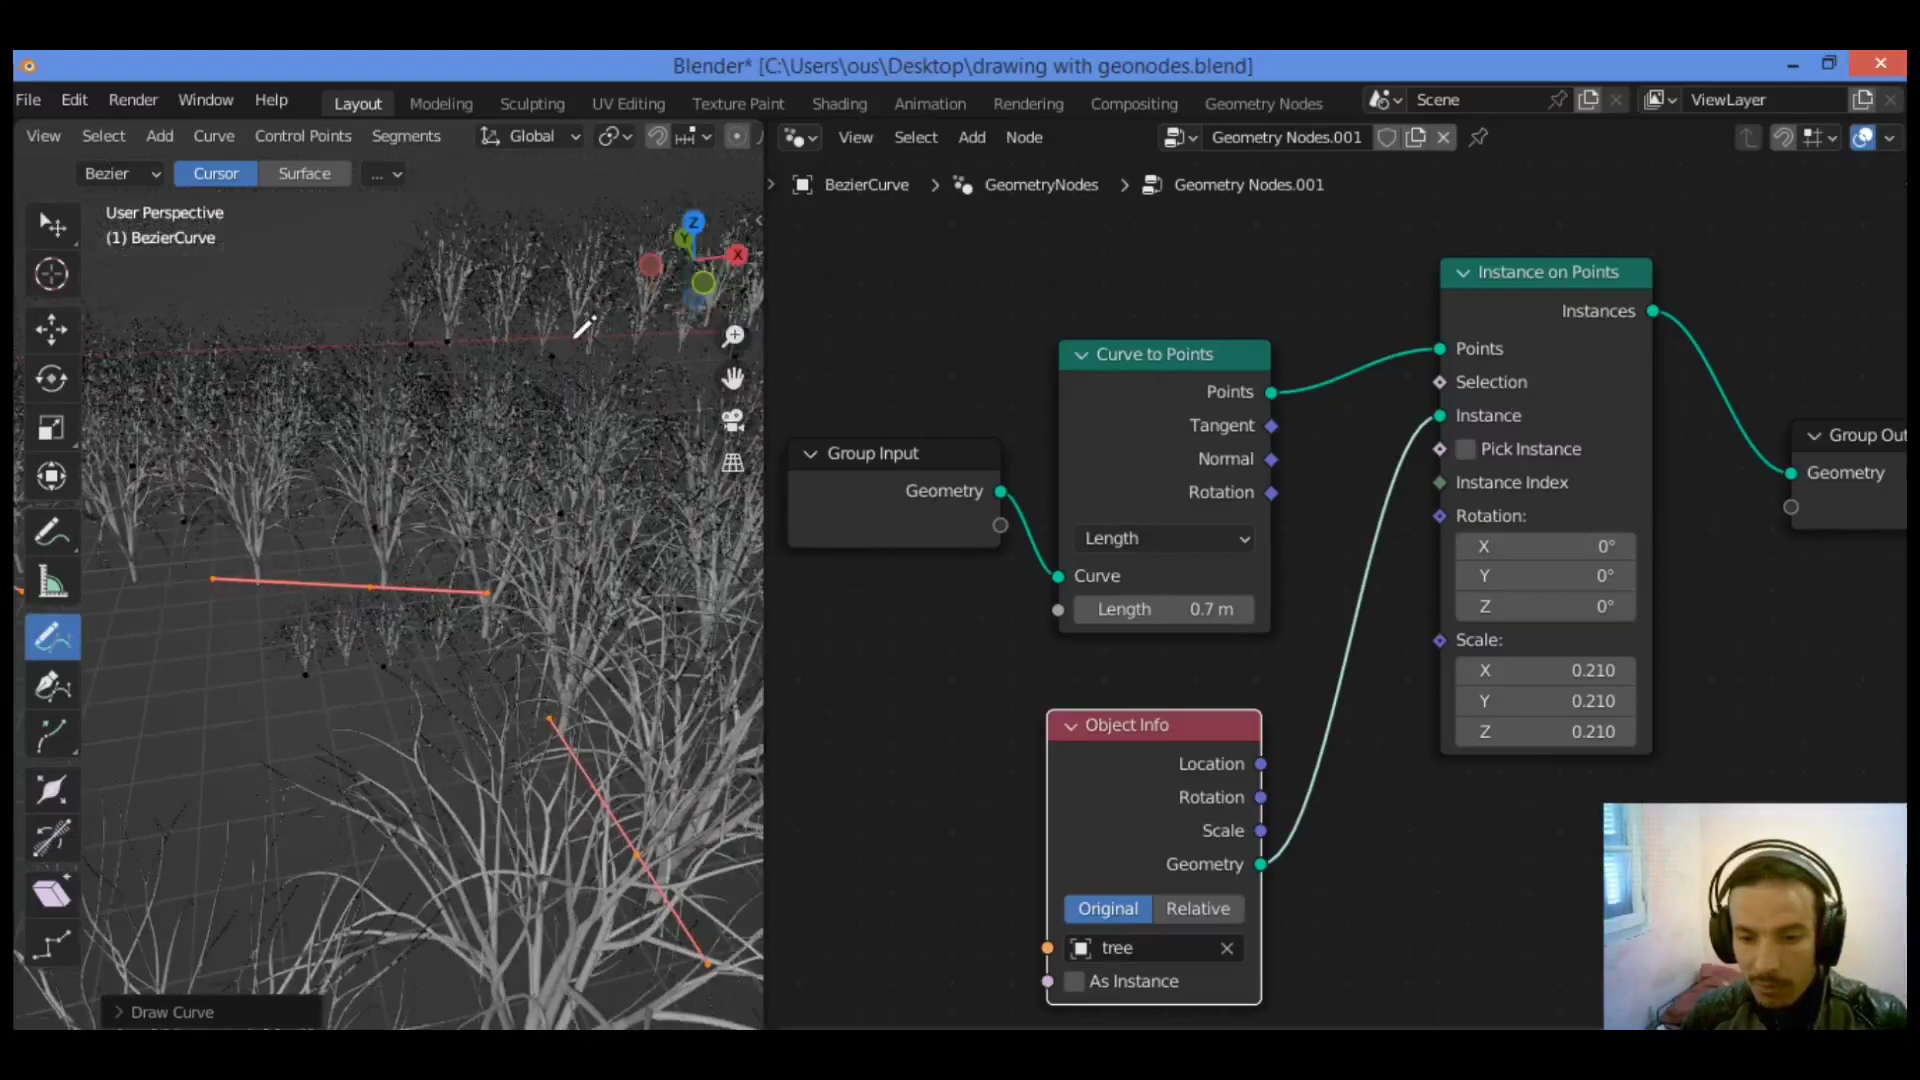 Blender* [C:\Users\ous\Desktop\drawing with geonodes.blend]
File Edit Render Window Help Layout Modeling Sculpting UV Editing Texture Paint Shading Animation Rendering Compositing Geometry Nodes Scene ViewLayer
View Select Add Curve Control Points Segments Global
View Select Add Node Geometry Nodes.001
Bezier Cursor Surface ...
BezierCurve > GeometryNodes > Geometry Nodes.001
User Perspective
(1) BezierCurve
Z
Y
X
Group Input
Geometry
Curve to Points
Points
Tangent
Normal
Rotation
Length
Curve
Length 0.7 m
Object Info
Location
Rotation
Scale
Geometry
Original Relative
tree
As Instance
Instance on Points
Instances
Points
Selection
Instance
Pick Instance
Instance Index
Rotation:
X 0°
Y 0°
Z 0°
Scale:
X 0.210
Y 0.210
Z 0.210
Group Out
Geometry
Draw Curve